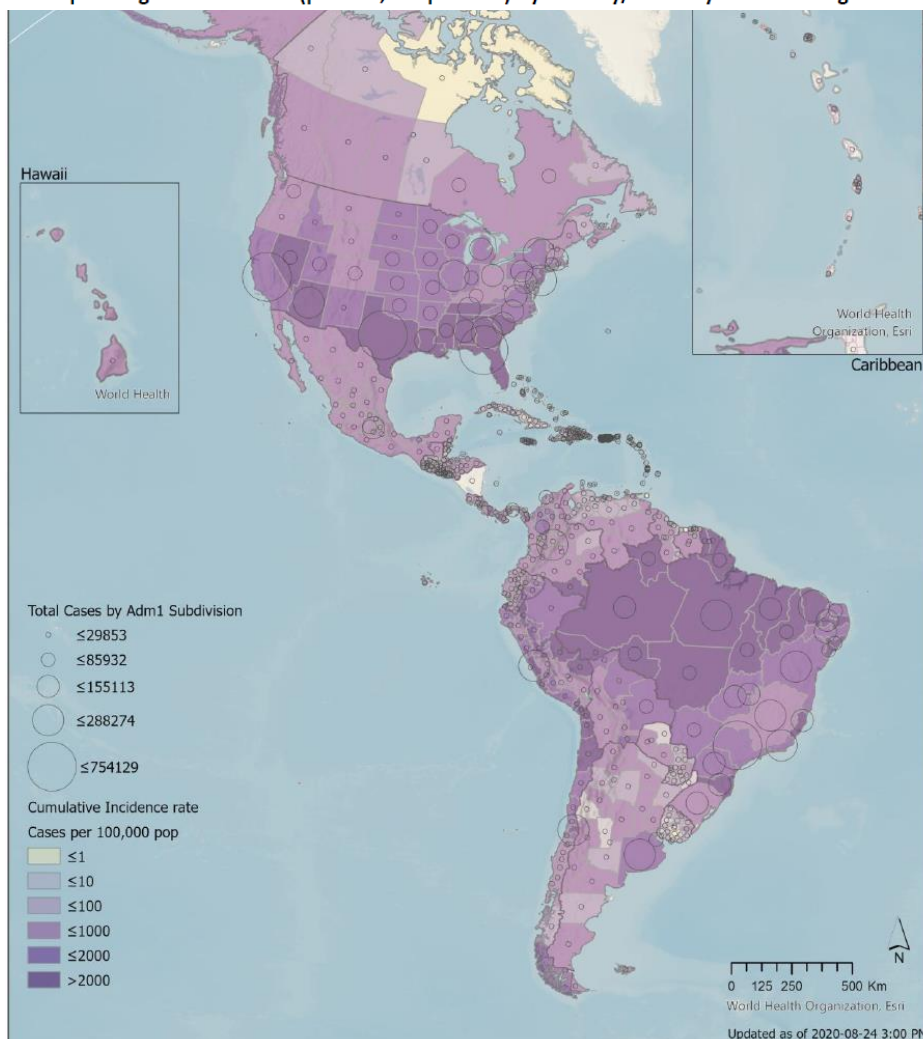 Hawaii
World Health
World Health
Organization, Esri
Caribbean
Total Cases by Adm1 Subdivision
≤29853
≤85932
≤155113
≤288274
≤754129
Cumulative Incidence rate
Cases per 100,000 pop
≤1
≤10
≤100
≤1000
≤2000
>2000
N
0 125 250 500 Km
World Health Organization, Esri
Updated as of 2020-08-24 3:00 PM